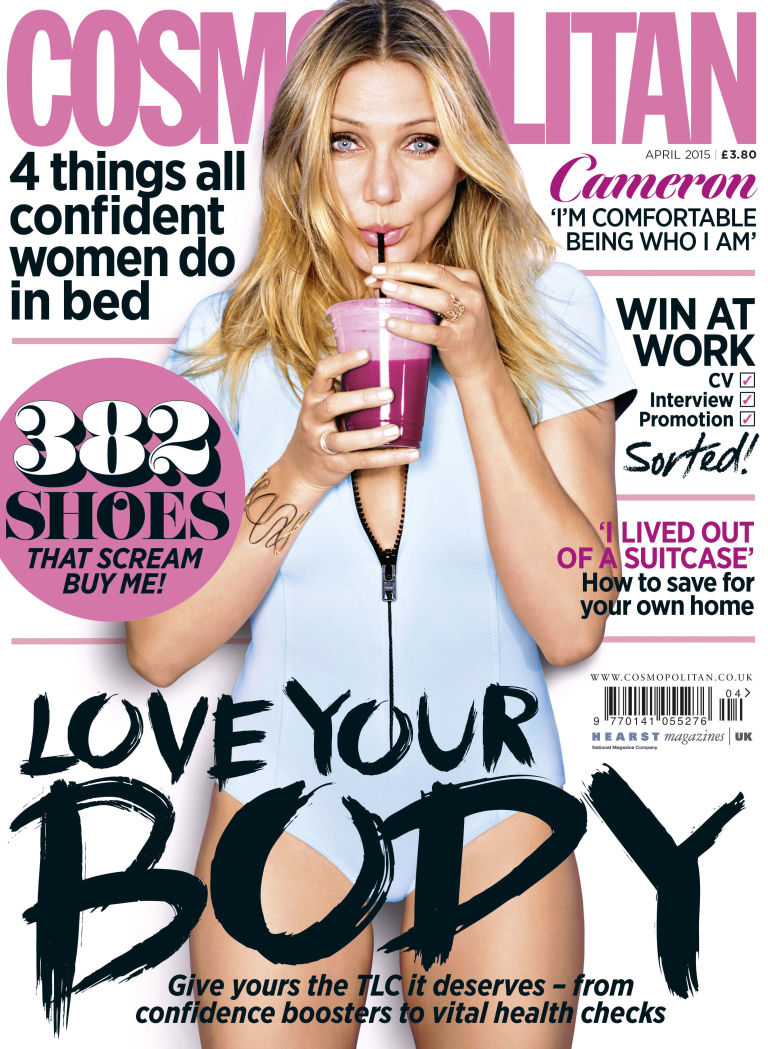 COSMOPOLITAN
APRIL 2015 | £3.80
4 things all
confident
women do
in bed
Cameron
‘I’M COMFORTABLE
BEING WHO I AM’
WIN AT
WORK
CV
Interview
Promotion
Sorted!
382
SHOES
THAT SCREAM
BUY ME!
‘I LIVED OUT
OF A SUITCASE’
How to save for
your own home
WWW.COSMOPOLITAN.CO.UK
04
9 770141 055276
HEARST magazines | UK
National Magazine Company
LOVE YOUR
BODY
Give yours the TLC it deserves – from
confidence boosters to vital health checks